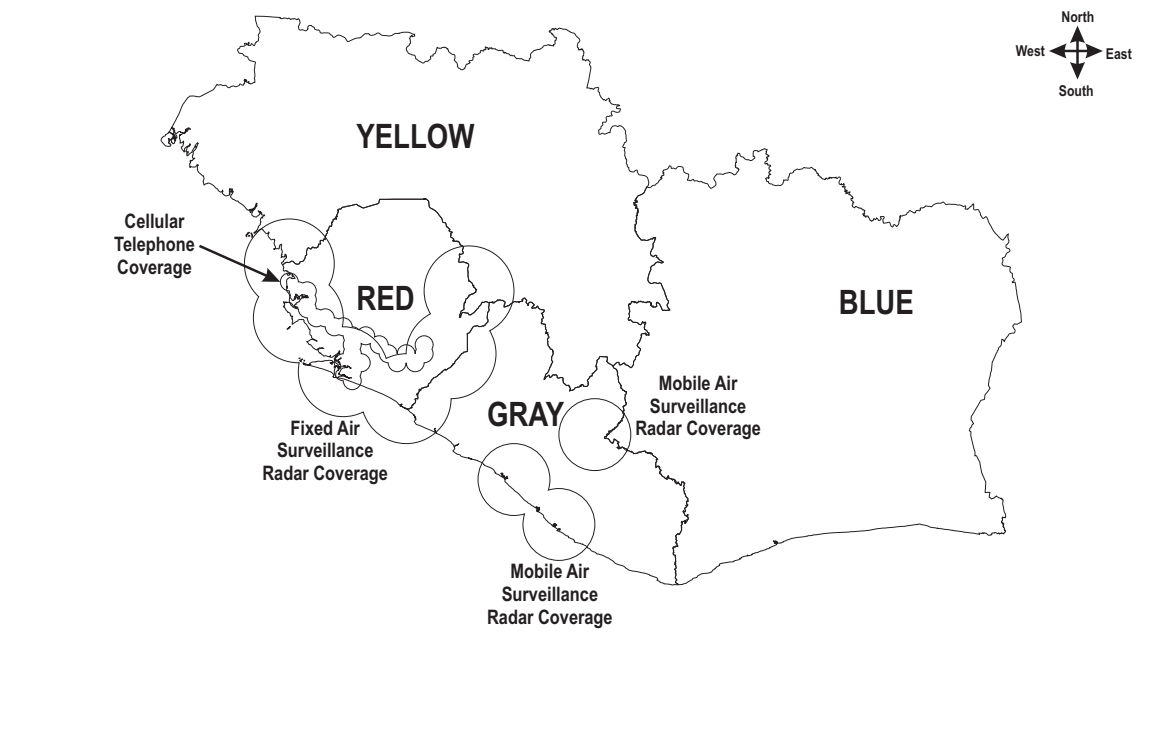 North
West
East
South
YELLOW
Cellular
Telephone
Coverage
RED
BLUE
Mobile Air
Surveillance
Radar Coverage
GRAY
Fixed Air
Surveillance
Radar Coverage
Mobile Air
Surveillance
Radar Coverage